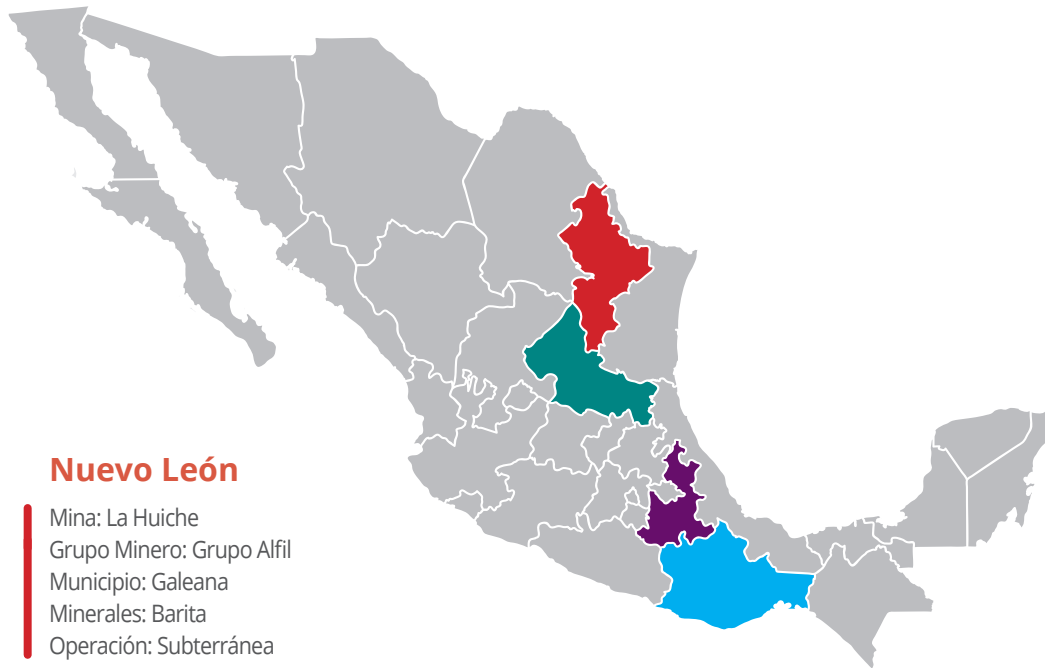 Nuevo León
Mina: La Huiche
Grupo Minero: Grupo Alfil
Municipio: Galeana
Minerales: Barita
Operación: Subterránea